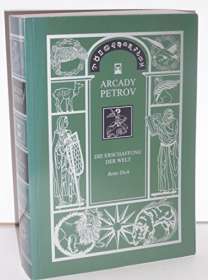 ARCADY
PETROV
DIE ERSCHAFFUNG
DER WELT